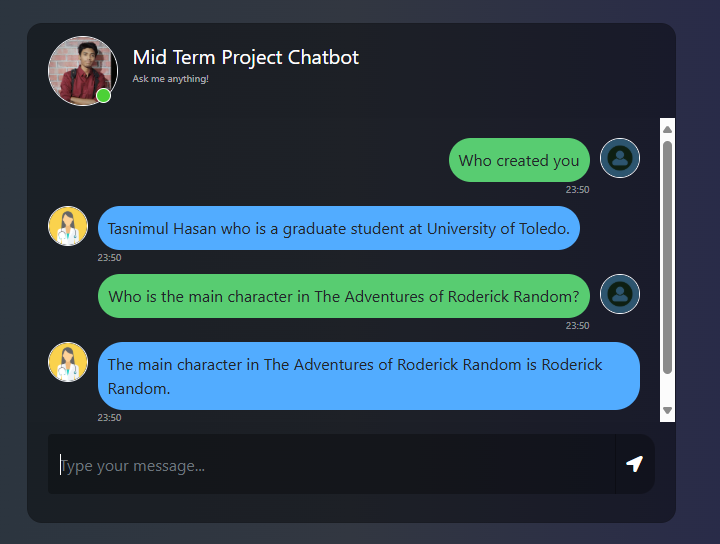 Mid Term Project Chatbot
Ask me anything!
Who created you
23:50
Tasnimul Hasan who is a graduate student at University of Toledo.
23:50
Who is the main character in The Adventures of Roderick Random?
23:50
The main character in The Adventures of Roderick Random is Roderick
Random.
23:50
Type your message...